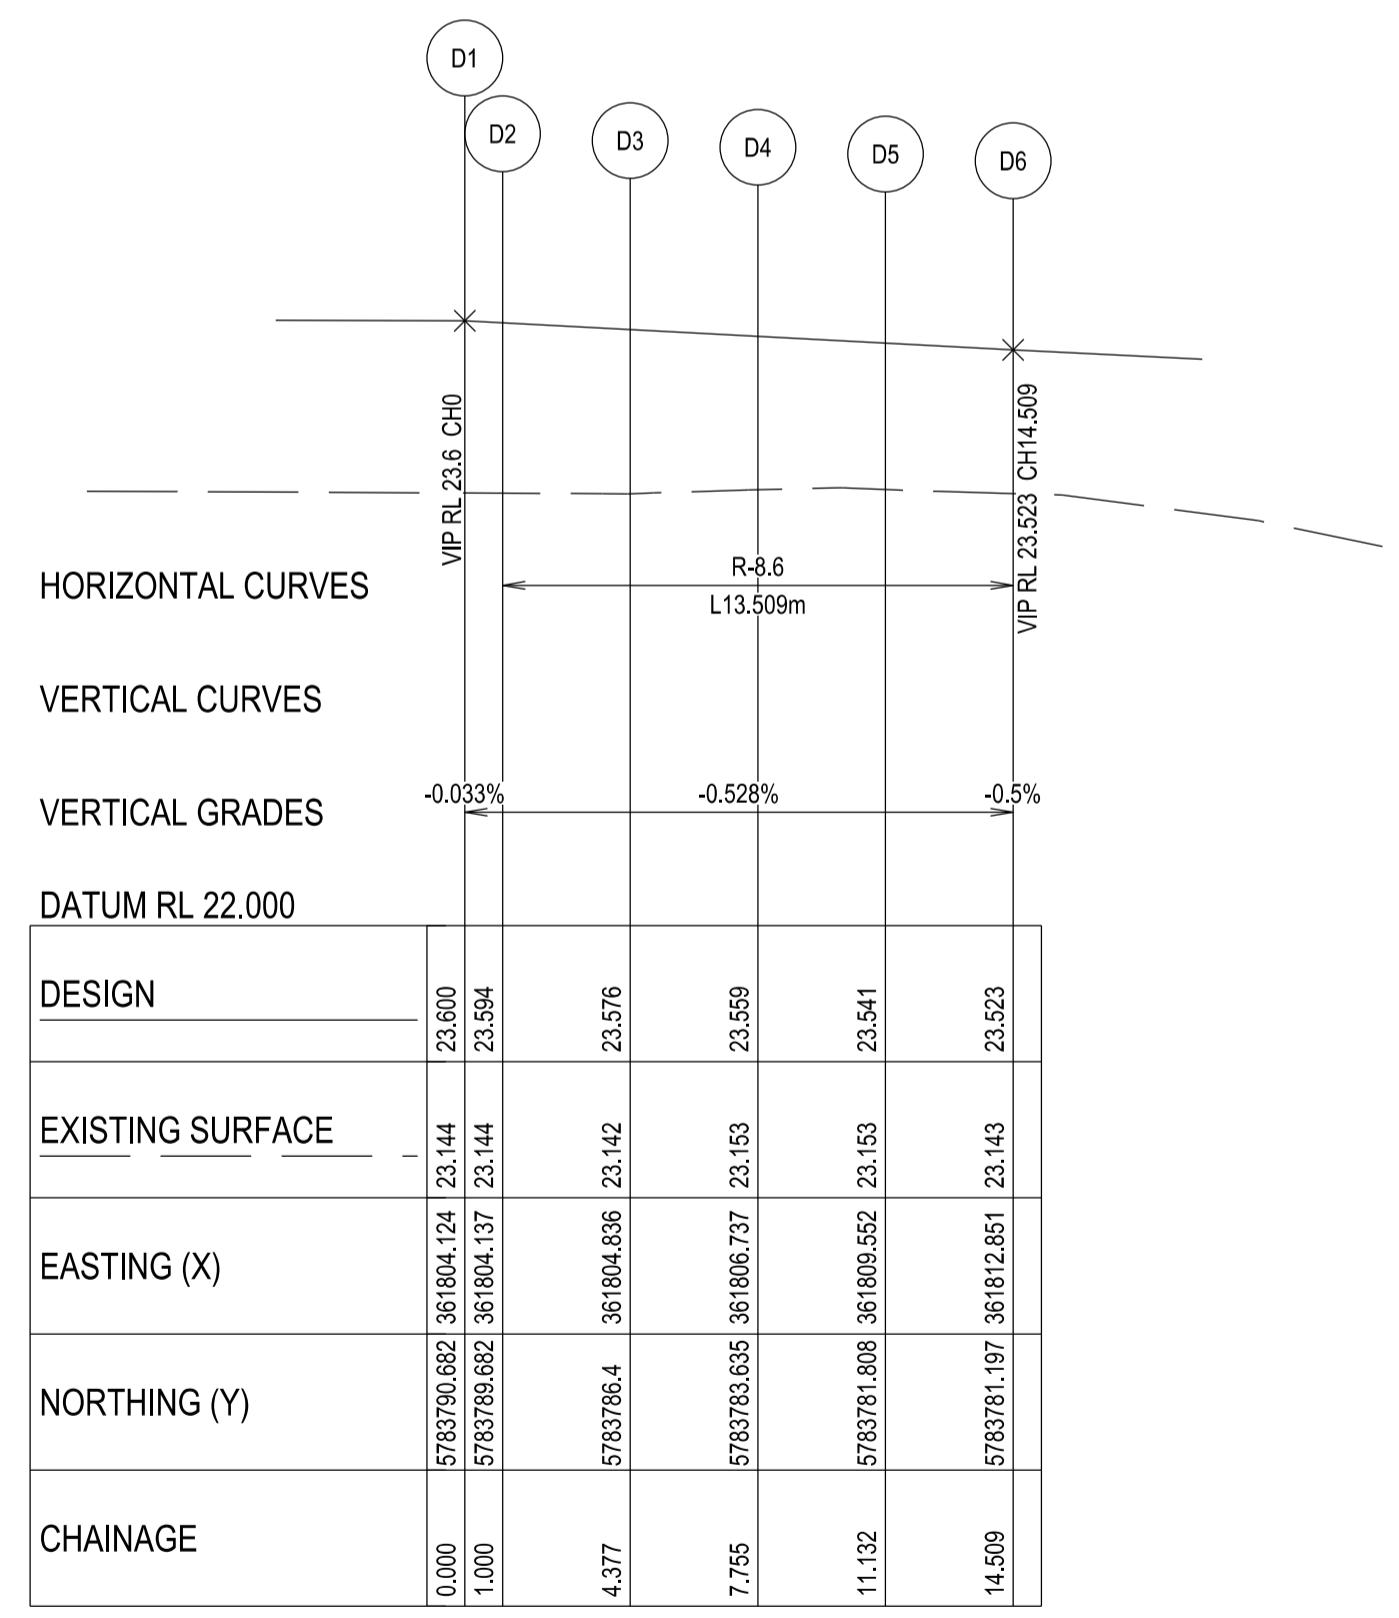 D1
D2
D3
D4
D5
D6
VIP RL 23.6 CH0
VIP RL 23.523 CH14.509
HORIZONTAL CURVES
R-8.6
L13.509m
VERTICAL CURVES
VERTICAL GRADES
-0.033%
-0.528%
-0.5%
DATUM RL 22.000
DESIGN
23.600
23.594
23.576
23.559
23.541
23.523
EXISTING SURFACE
23.144
23.144
23.142
23.153
23.153
23.143
EASTING (X)
361804.124
361804.137
361804.836
361806.737
361809.552
361812.851
NORTHING (Y)
5783790.682
5783789.682
5783786.4
5783783.635
5783781.808
5783781.197
CHAINAGE
0.000
1.000
4.377
7.755
11.132
14.509